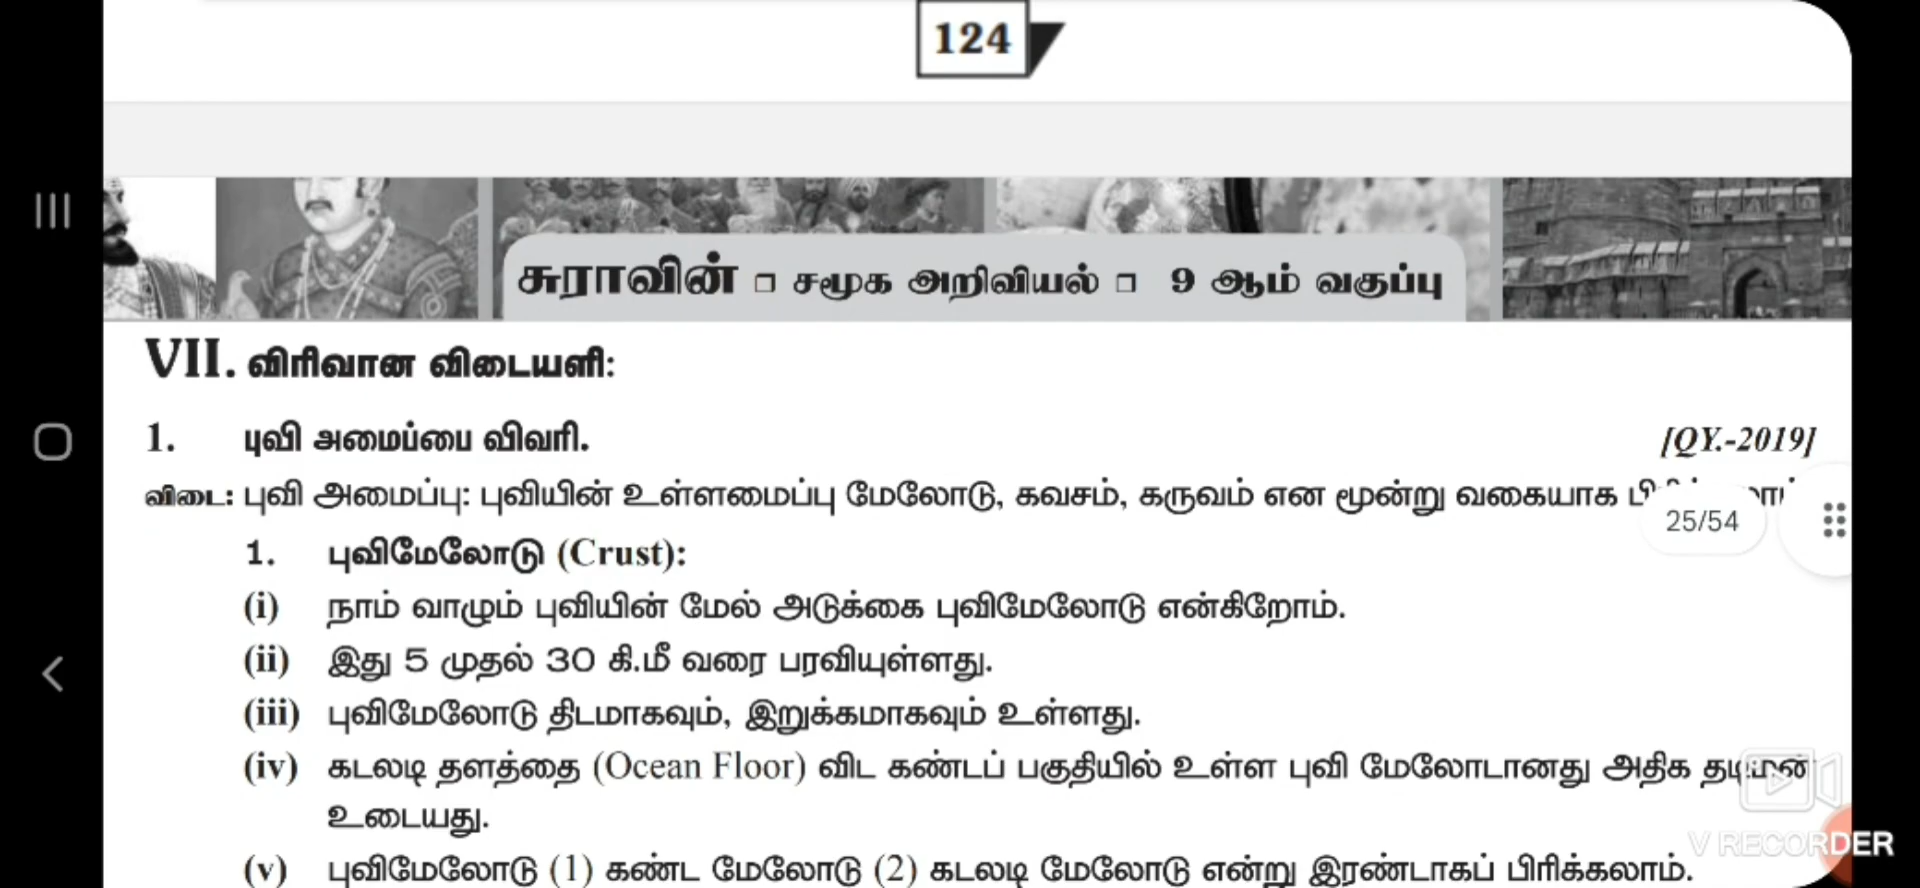 124
சுராவின் □ சமூக அறிவியல் □ 9 ஆம் வகுப்பு
VII. விரிவான விடையளி:
1. புவி அமைப்பை விவரி. [QY.-2019]
விடை: புவி அமைப்பு: புவியின் உள்ளமைப்பு மேலோடு, கவசம், கருவம் என மூன்று வகையாக
25/54
1. புவிமேலோடு (Crust):
(i) நாம் வாழும் புவியின் மேல் அடுக்கை புவிமேலோடு என்கிறோம்.
(ii) இது 5 முதல் 30 கி.மீ வரை பரவியுள்ளது.
(iii) புவிமேலோடு திடமாகவும், இறுக்கமாகவும் உள்ளது.
(iv) கடலடி தளத்தை (Ocean Floor) விட கண்டப் பகுதியில் உள்ள புவி மேலோடானது அதிக தடிமன்
உடையது.
V RECORDER
(v) புவிமேலோடு (1) கண்ட மேலோடு (2) கடலடி மேலோடு என்று இரண்டாகப் பிரிக்கலாம்.